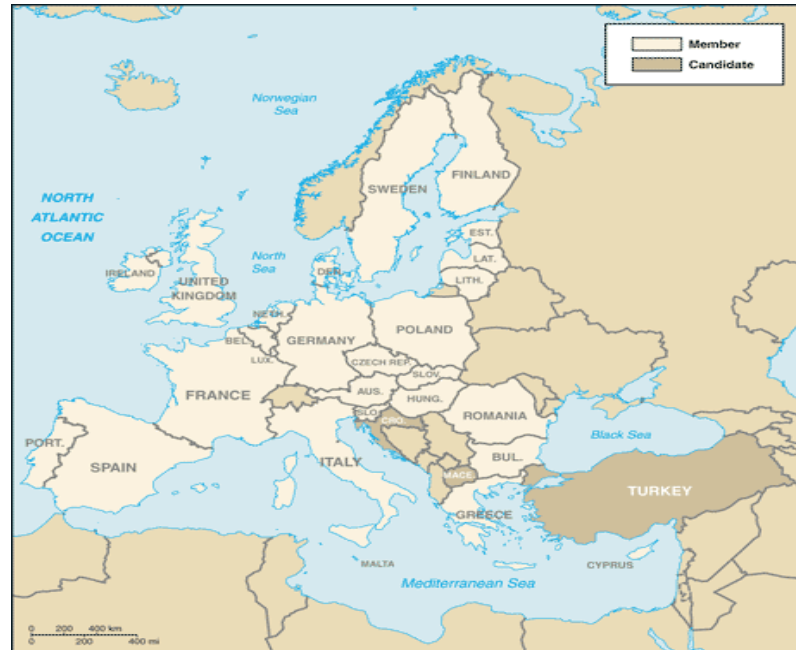 Member
Candidate
Norwegian
Sea
NORTH
ATLANTIC
OCEAN
SWEDEN
FINLAND
North
Sea
EST.
LAT.
LITH.
DEN.
IRELAND
UNITED
KINGDOM
NETH.
BEL.
LUX.
GERMANY
POLAND
CZECH REP.
SLOV.
AUS.
HUNG.
FRANCE
SLO.
CRO.
ROMANIA
Black Sea
BUL.
PORT.
SPAIN
ITALY
MACE.
TURKEY
GREECE
MALTA
CYPRUS
Mediterranean Sea
0 200 400 km
0 200 400 mi